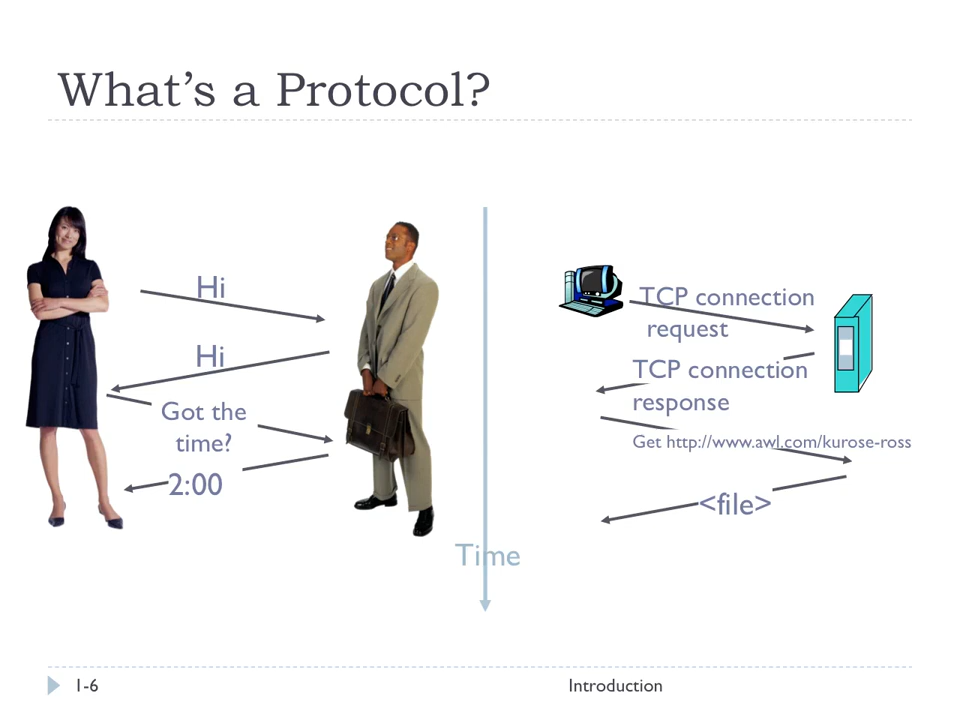 What's a Protocol?
Hi
Hi
Got the
time?
2:00
TCP connection
request
TCP connection
response
Get http://www.awl.com/kurose-ross
<file>
Time
1-6
Introduction